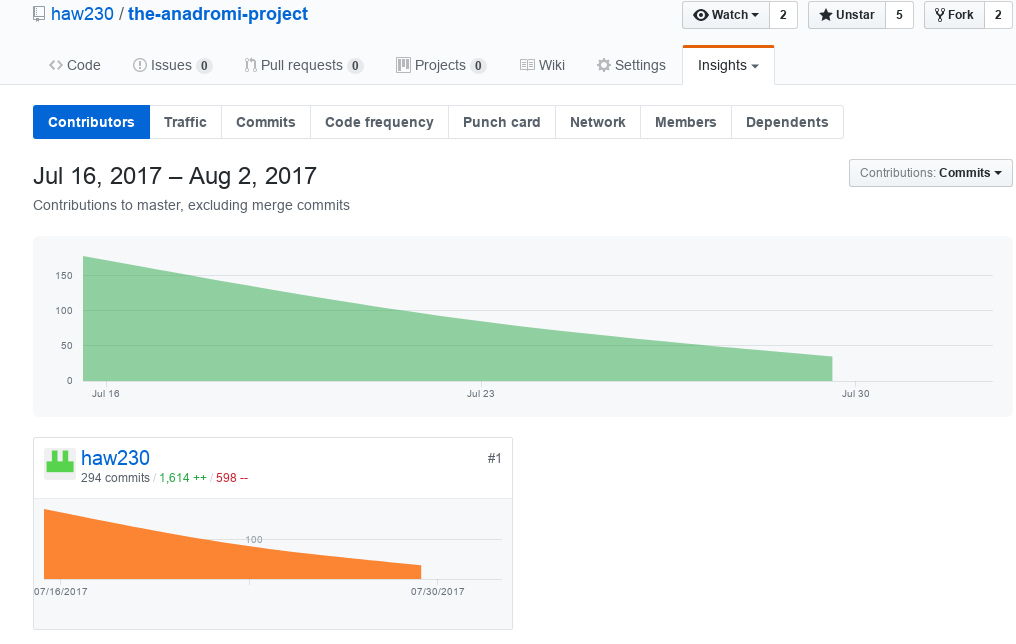 haw230 / the-anadromi-project
Watch 2 Unstar 5 Fork 2
Code Issues 0 Pull requests 0 Projects 0 Wiki Settings Insights
Contributors Traffic Commits Code frequency Punch card Network Members Dependents
Jul 16, 2017 – Aug 2, 2017
Contributions: Commits
Contributions to master, excluding merge commits
150
100
50
0
Jul 16 Jul 23 Jul 30
haw230 #1
294 commits / 1,614 ++ / 598 --
100
07/16/2017 07/30/2017